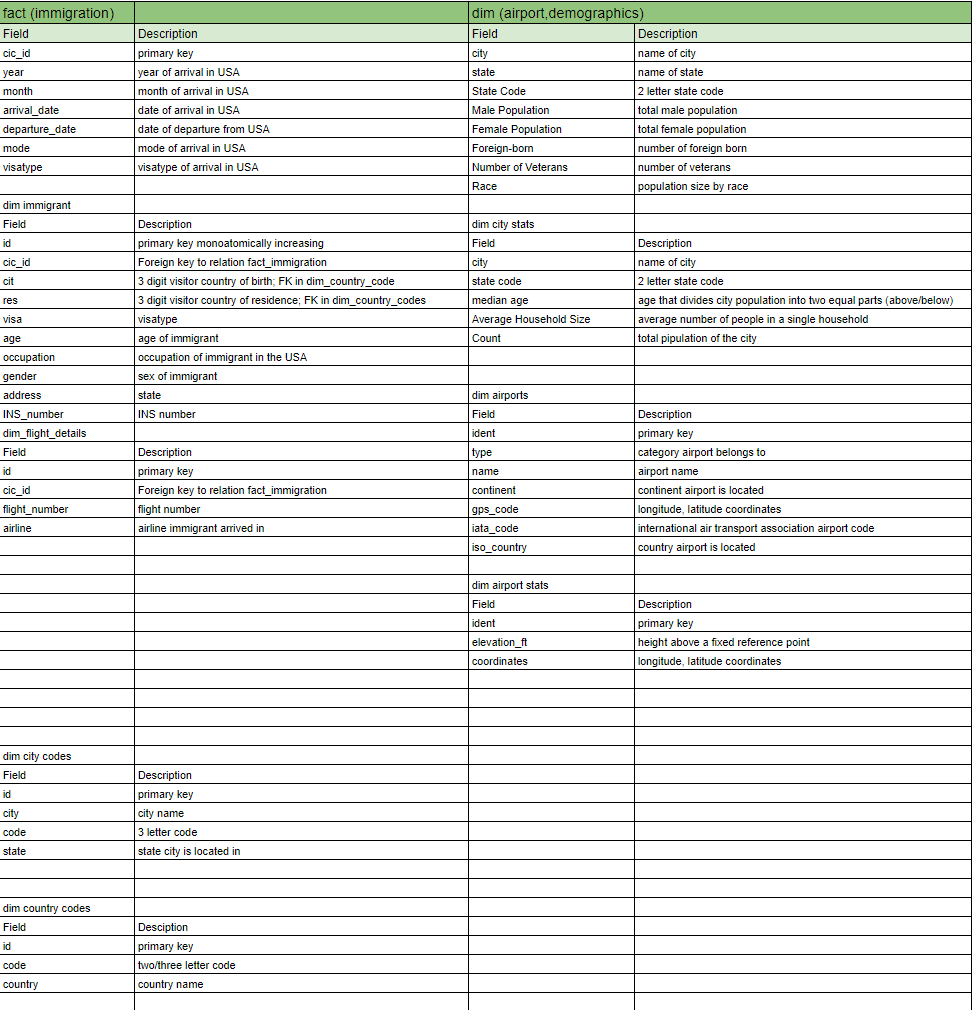 fact (immigration) dim (airport,demographics)
Field Description Field Description
cic_id primary key city name of city
year year of arrival in USA state name of state
month month of arrival in USA State Code 2 letter state code
arrival_date date of arrival in USA Male Population total male population
departure_date date of departure from USA Female Population total female population
mode mode of arrival in USA Foreign-born number of foreign born
visatype visatype of arrival in USA Number of Veterans number of veterans
Race population size by race
dim immigrant
Field Description dim city stats
id primary key monoatomically increasing Field Description
cic_id Foreign key to relation fact_immigration city name of city
cit 3 digit visitor country of birth; FK in dim_country_code state code 2 letter state code
res 3 digit visitor country of residence; FK in dim_country_codes median age age that divides city population into two equal parts (above/below)
visa visatype Average Household Size average number of people in a single household
age age of immigrant Count total pipulation of the city
occupation occupation of immigrant in the USA
gender sex of immigrant
address state dim airports
INS_number INS number Field Description
dim_flight_details ident primary key
Field Description type category airport belongs to
id primary key name airport name
cic_id Foreign key to relation fact_immigration continent continent airport is located
flight_number flight number gps_code longitude, latitude coordinates
airline airline immigrant arrived in iata_code international air transport association airport code
iso_country country airport is located
dim airport stats
Field Description
ident primary key
elevation_ft height above a fixed reference point
coordinates longitude, latitude coordinates
dim city codes
Field Description
id primary key
city city name
code 3 letter code
state state city is located in
dim country codes
Field Desciption
id primary key
code two/three letter code
country country name